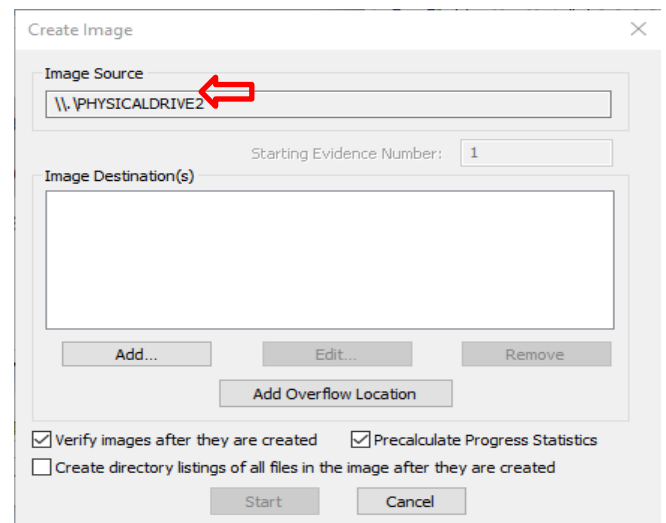 Create Image
Image Source
\\.\PHYSICALDRIVE2
Starting Evidence Number: 1
Image Destination(s)
Add... Edit... Remove
Add Overflow Location
Verify images after they are created Precalculate Progress Statistics
Create directory listings of all files in the image after they are created
Start Cancel